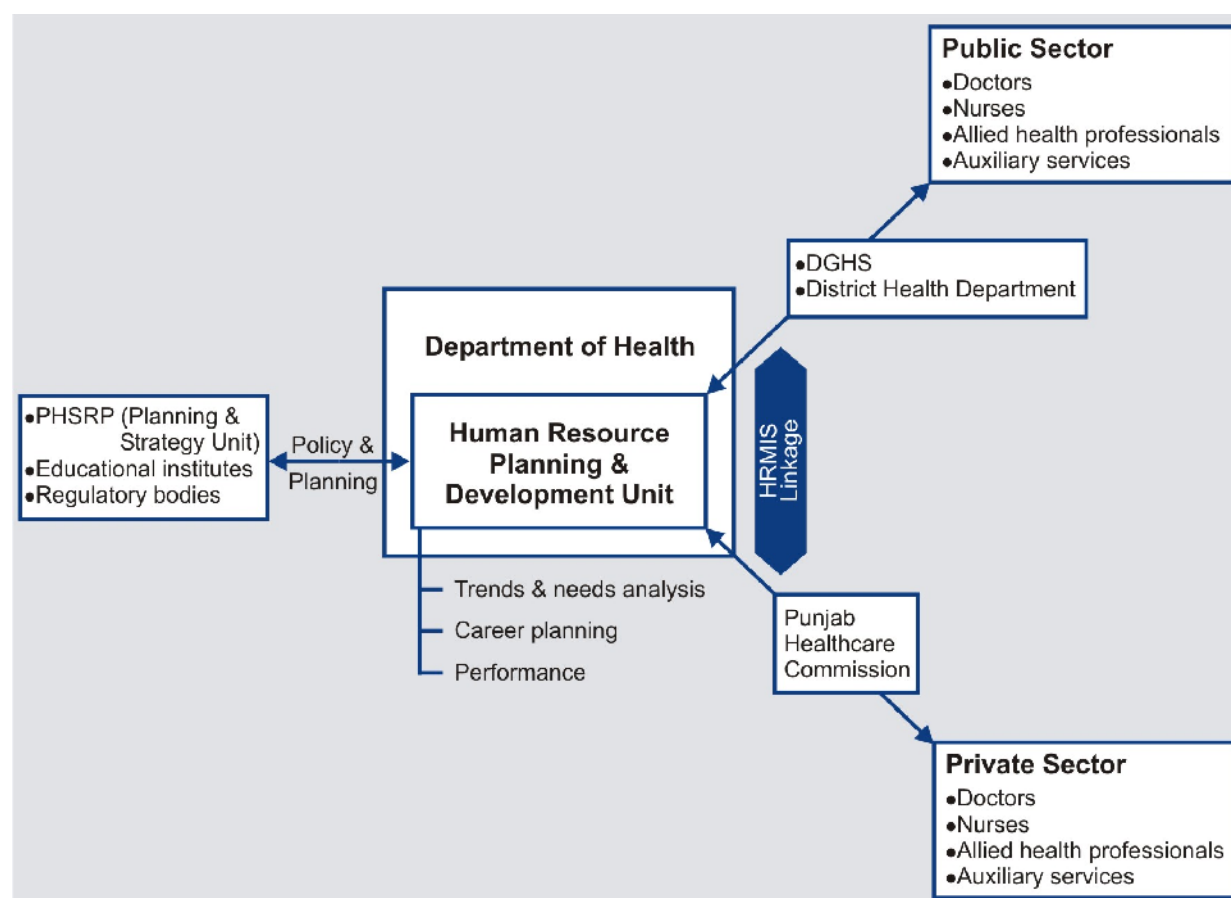 Public Sector
●Doctors
●Nurses
●Allied health professionals
●Auxiliary services
●DGHS
●District Health Department
Department of Health
Human Resource
Planning &
Development Unit
●PHSRP (Planning &
Strategy Unit)
●Educational institutes
●Regulatory bodies
Policy &
Planning
HRMIS
Linkage
Trends & needs analysis
Career planning
Performance
Punjab
Healthcare
Commission
Private Sector
●Doctors
●Nurses
●Allied health professionals
●Auxiliary services